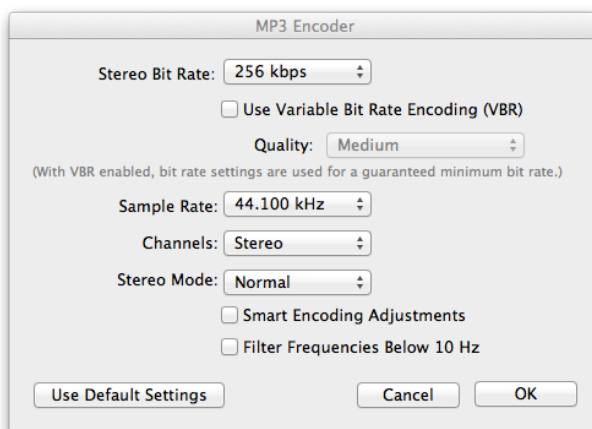 MP3 Encoder
Stereo Bit Rate: 256 kbps
Use Variable Bit Rate Encoding (VBR)
Quality: Medium
(With VBR enabled, bit rate settings are used for a guaranteed minimum bit rate.)
Sample Rate: 44.100 kHz
Channels: Stereo
Stereo Mode: Normal
Smart Encoding Adjustments
Filter Frequencies Below 10 Hz
Use Default Settings Cancel OK